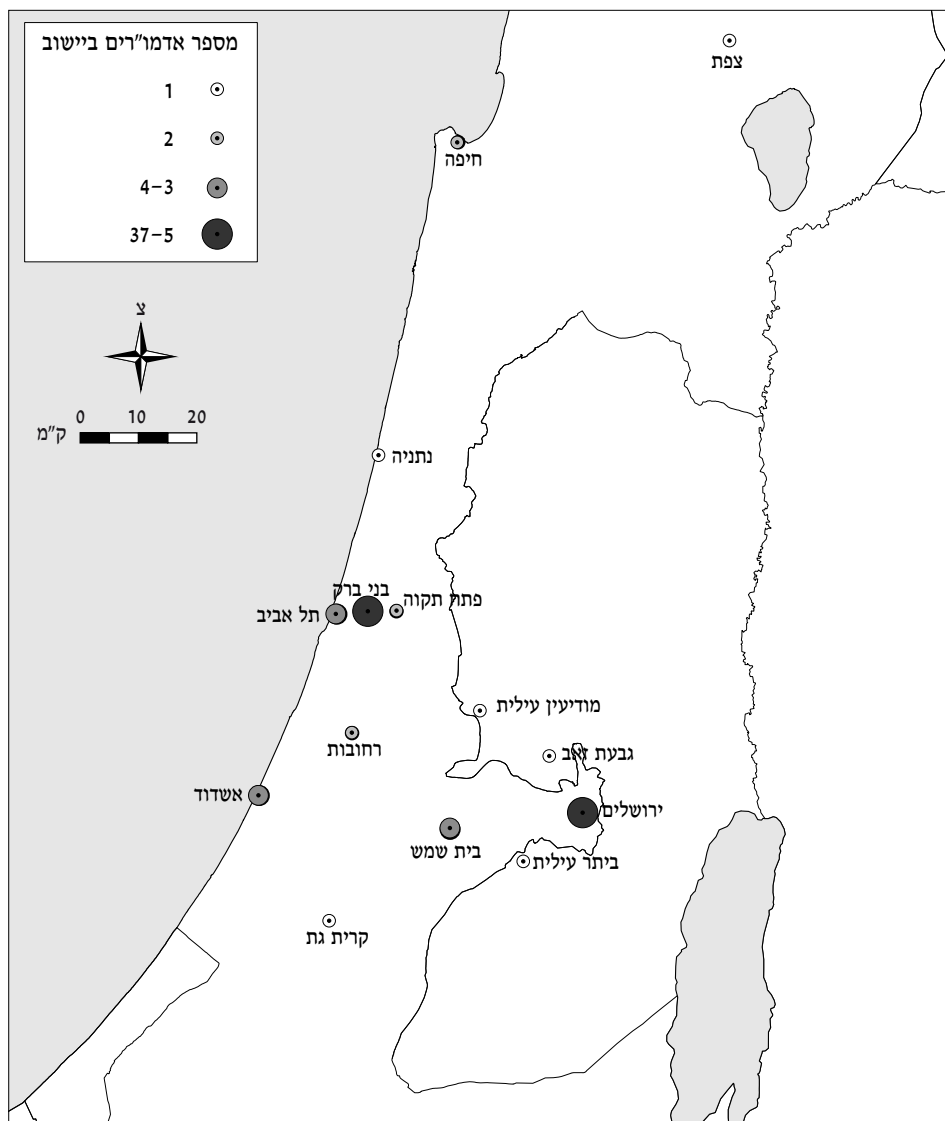 מספר אדמו"רים ביישוב
1
2
4–3
37–5
צ
0 10 20
ק"מ
צפת
חיפה
נתניה
בני ברק
פתח תקוה
תל אביב
מודיעין עילית
רחובות
גבעת זאב
אשדוד
ירושלים
בית שמש
ביתר עילית
קרית גת